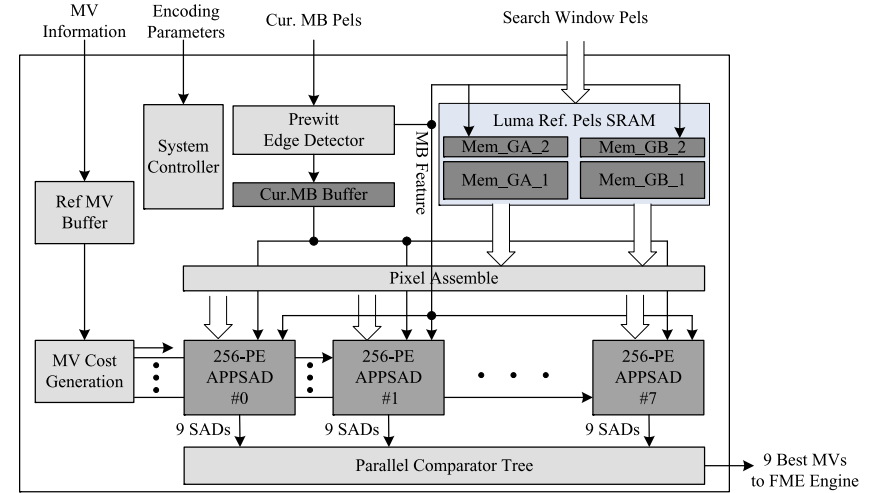 MV
Information
Encoding
Parameters
Cur. MB Pels
Search Window Pels
System
Controller
Prewitt
Edge Detector
Luma Ref. Pels SRAM
Mem_GA_2
Mem_GB_2
Mem_GA_1
Mem_GB_1
MB Feature
Cur.MB Buffer
Ref MV
Buffer
Pixel Assemble
MV Cost
Generation
256-PE
APPSAD
#0
256-PE
APPSAD
#1
256-PE
APPSAD
#7
9 SADs
9 SADs
9 SADs
Parallel Comparator Tree
9 Best MVs
to FME Engine